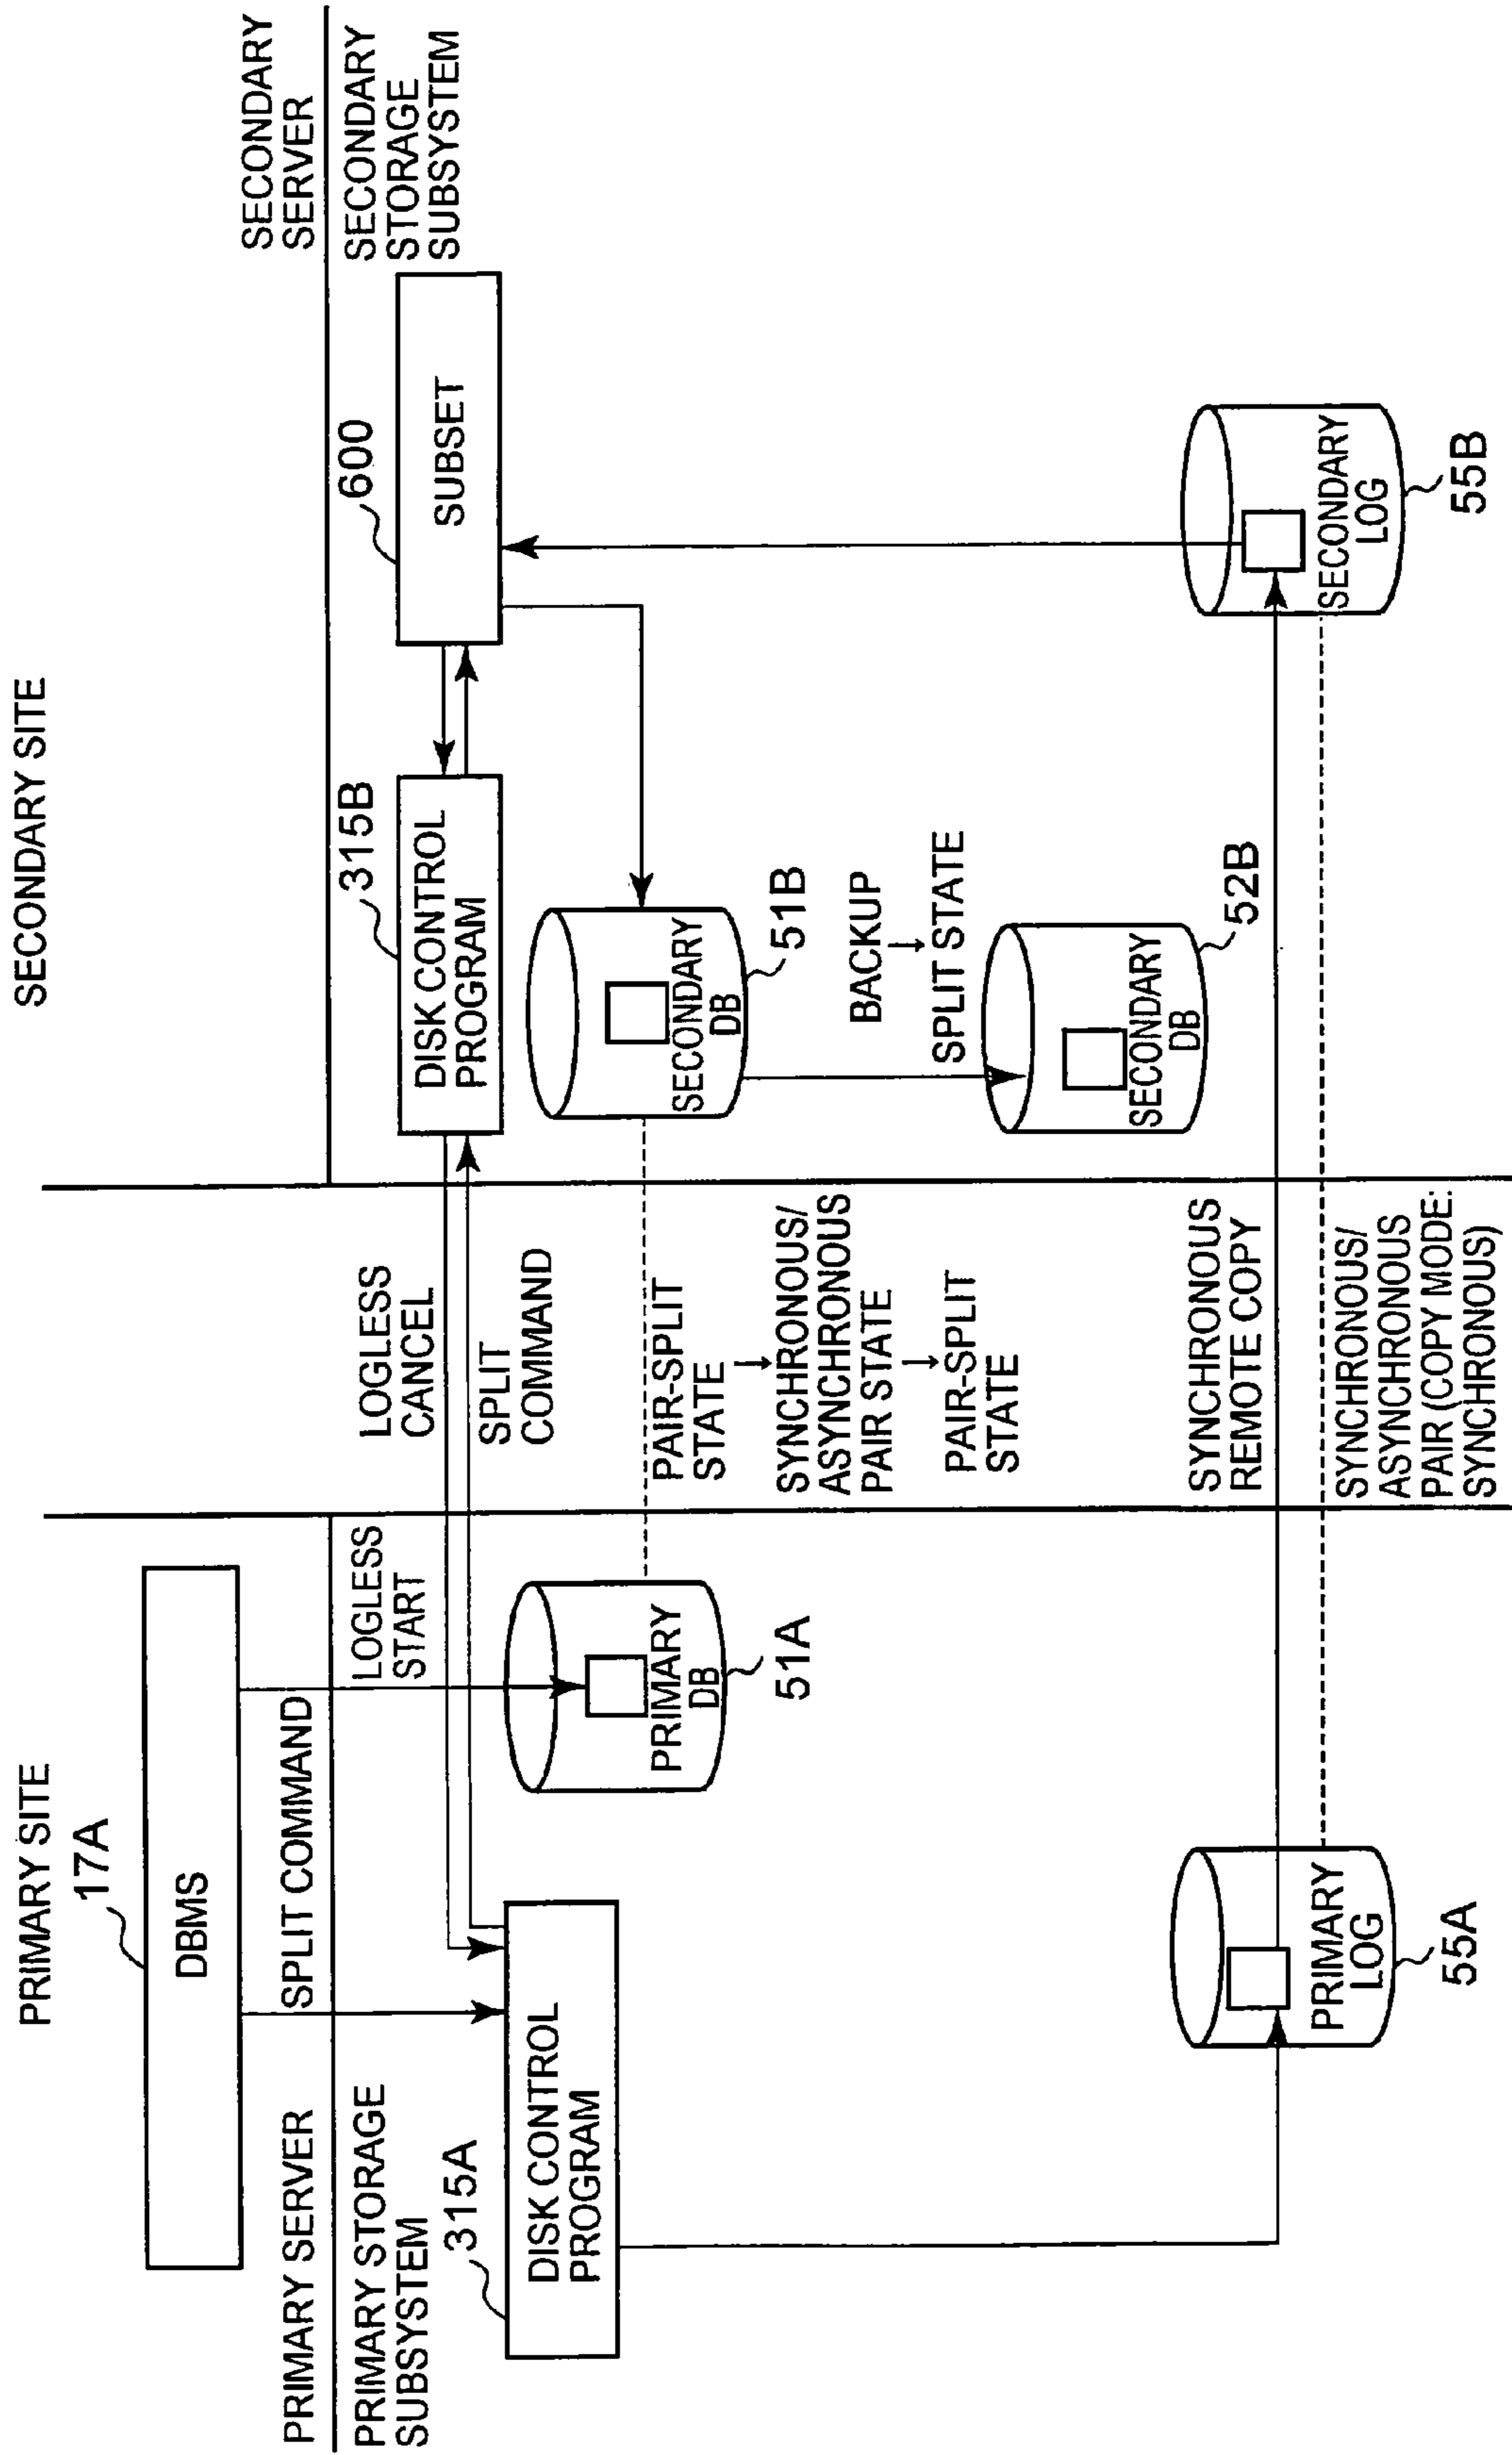 PRIMARY SITE
17A
DBMS
PRIMARY SERVER
SPLIT COMMAND
PRIMARY STORAGE
SUBSYSTEM
315A
DISK CONTROL
PROGRAM
LOGLESS
START
PRIMARY
DB
51A
PRIMARY
LOG
55A
LOGLESS
CANCEL
SPLIT
COMMAND
PAIR-SPLIT
STATE
→
SYNCHRONOUS/
ASYNCHRONOUS
PAIR STATE
→
PAIR-SPLIT
STATE
SYNCHRONOUS
REMOTE COPY
SYNCHRONOUS/
ASYNCHRONOUS
PAIR (COPY MODE:
SYNCHRONOUS)
SECONDARY SITE
SECONDARY
SERVER
SECONDARY
STORAGE
SUBSYSTEM
315B
DISK CONTROL
PROGRAM
600
SUBSET
SECONDARY
DB
51B
BACKUP
→
SPLIT STATE
SECONDARY
DB
52B
SECONDARY
LOG
55B